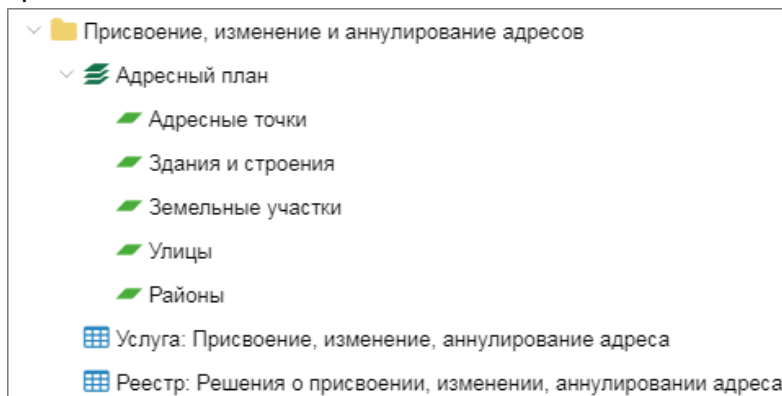 Присвоение, изменение и аннулирование адресов
Адресный план
Адресные точки
Здания и строения
Земельные участки
Улицы
Районы
Услуга: Присвоение, изменение, аннулирование адреса
Реестр: Решения о присвоении, изменении, аннулировании адреса